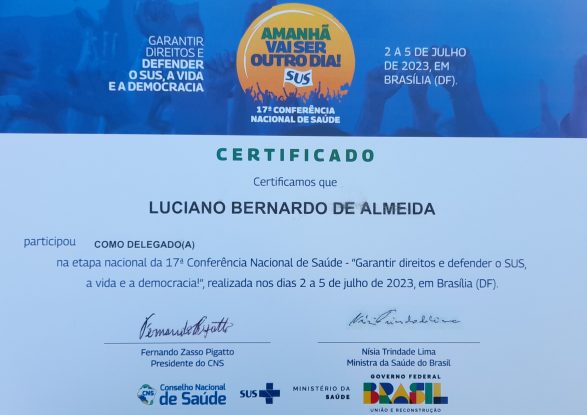 GARANTIR
DIREITOS E
DEFENDER
O SUS, A VIDA
E A DEMOCRACIA
AMANHÃ
VAI SER
OUTRO DIA!
SUS
17ª CONFERÊNCIA
NACIONAL DE SAÚDE
2 A 5 DE JULHO
DE 2023, EM
BRASÍLIA (DF).
CERTIFICADO
Certificamos que
LUCIANO BERNARDO DE ALMEIDA
participou COMO DELEGADO(A)
na etapa nacional da 17ª Conferência Nacional de Saúde - “Garantir direitos e defender o SUS,
a vida e a democracia!”, realizada nos dias 2 a 5 de julho de 2023, em Brasília (DF).
Fernando Zasso Pigatto
Presidente do CNS
Nísia Trindade Lima
Ministra da Saúde do Brasil
CNS Conselho Nacional de Saúde
SUS
MINISTÉRIO DA
SAÚDE
GOVERNO FEDERAL
BRASIL
UNIÃO E RECONSTRUÇÃO